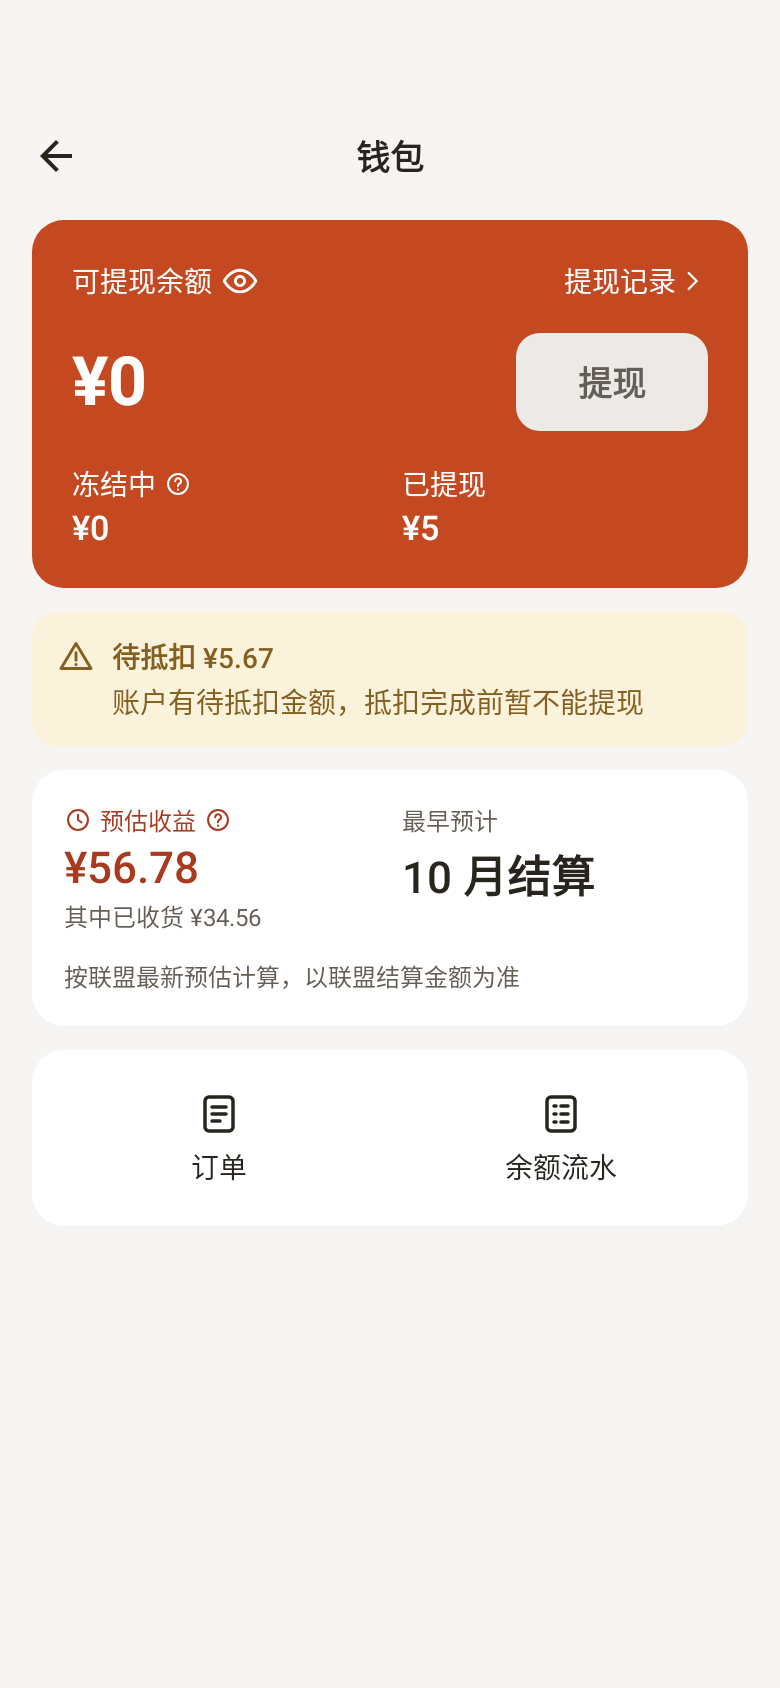 钱包
可提现余额
提现记录
¥0
提现
冻结中
已提现
¥0
¥5
待抵扣 ¥5.67
账户有待抵扣金额，抵扣完成前暂不能提现
预估收益
最早预计
¥56.78
10 月结算
其中已收货 ¥34.56
按联盟最新预估计算，以联盟结算金额为准
订单
余额流水